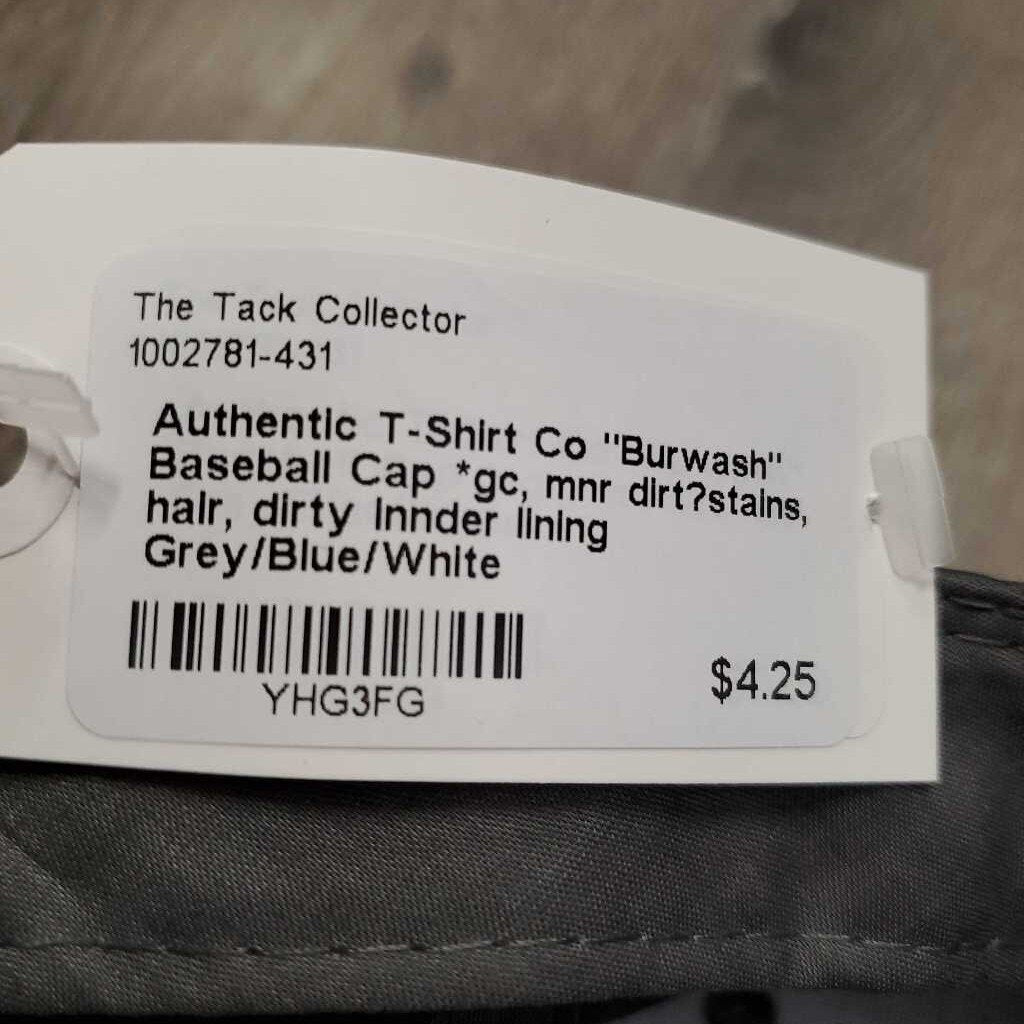 The Tack Collector
1002781-431
Authentic T-Shirt Co "Burwash"
Baseball Cap *gc, mnr dirt?stains,
hair, dirty innder lining
Grey/Blue/White
YHG3FG
$4.25